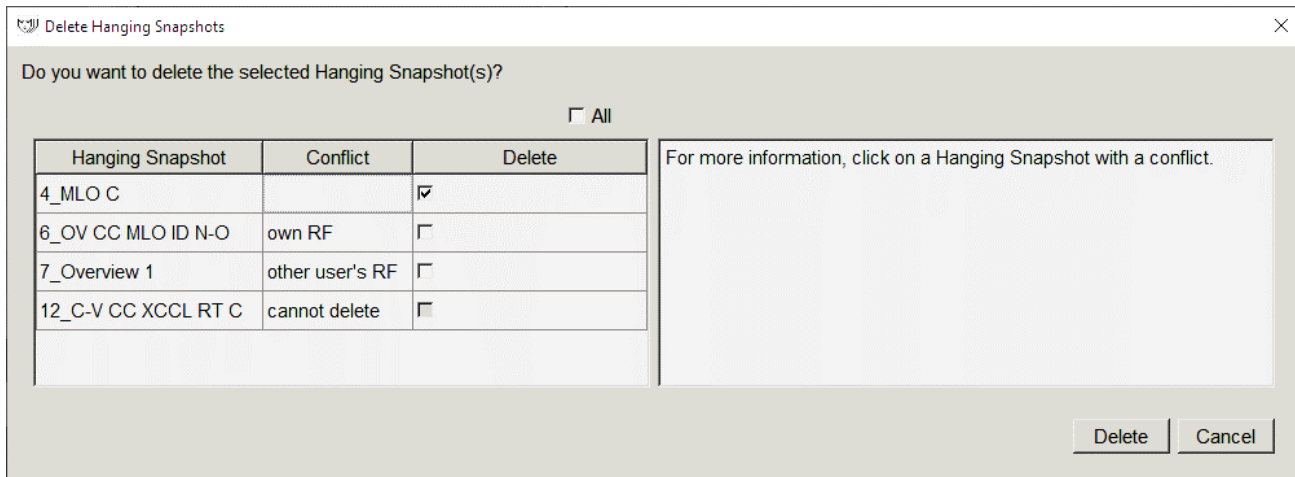 Delete Hanging Snapshots
Do you want to delete the selected Hanging Snapshot(s)?
All
Hanging Snapshot Conflict Delete
4_MLO C
6_OV CC MLO ID N-O own RF
7_Overview 1 other user's RF
12_C-V CC XCCL RT C cannot delete
For more information, click on a Hanging Snapshot with a conflict.
Delete Cancel